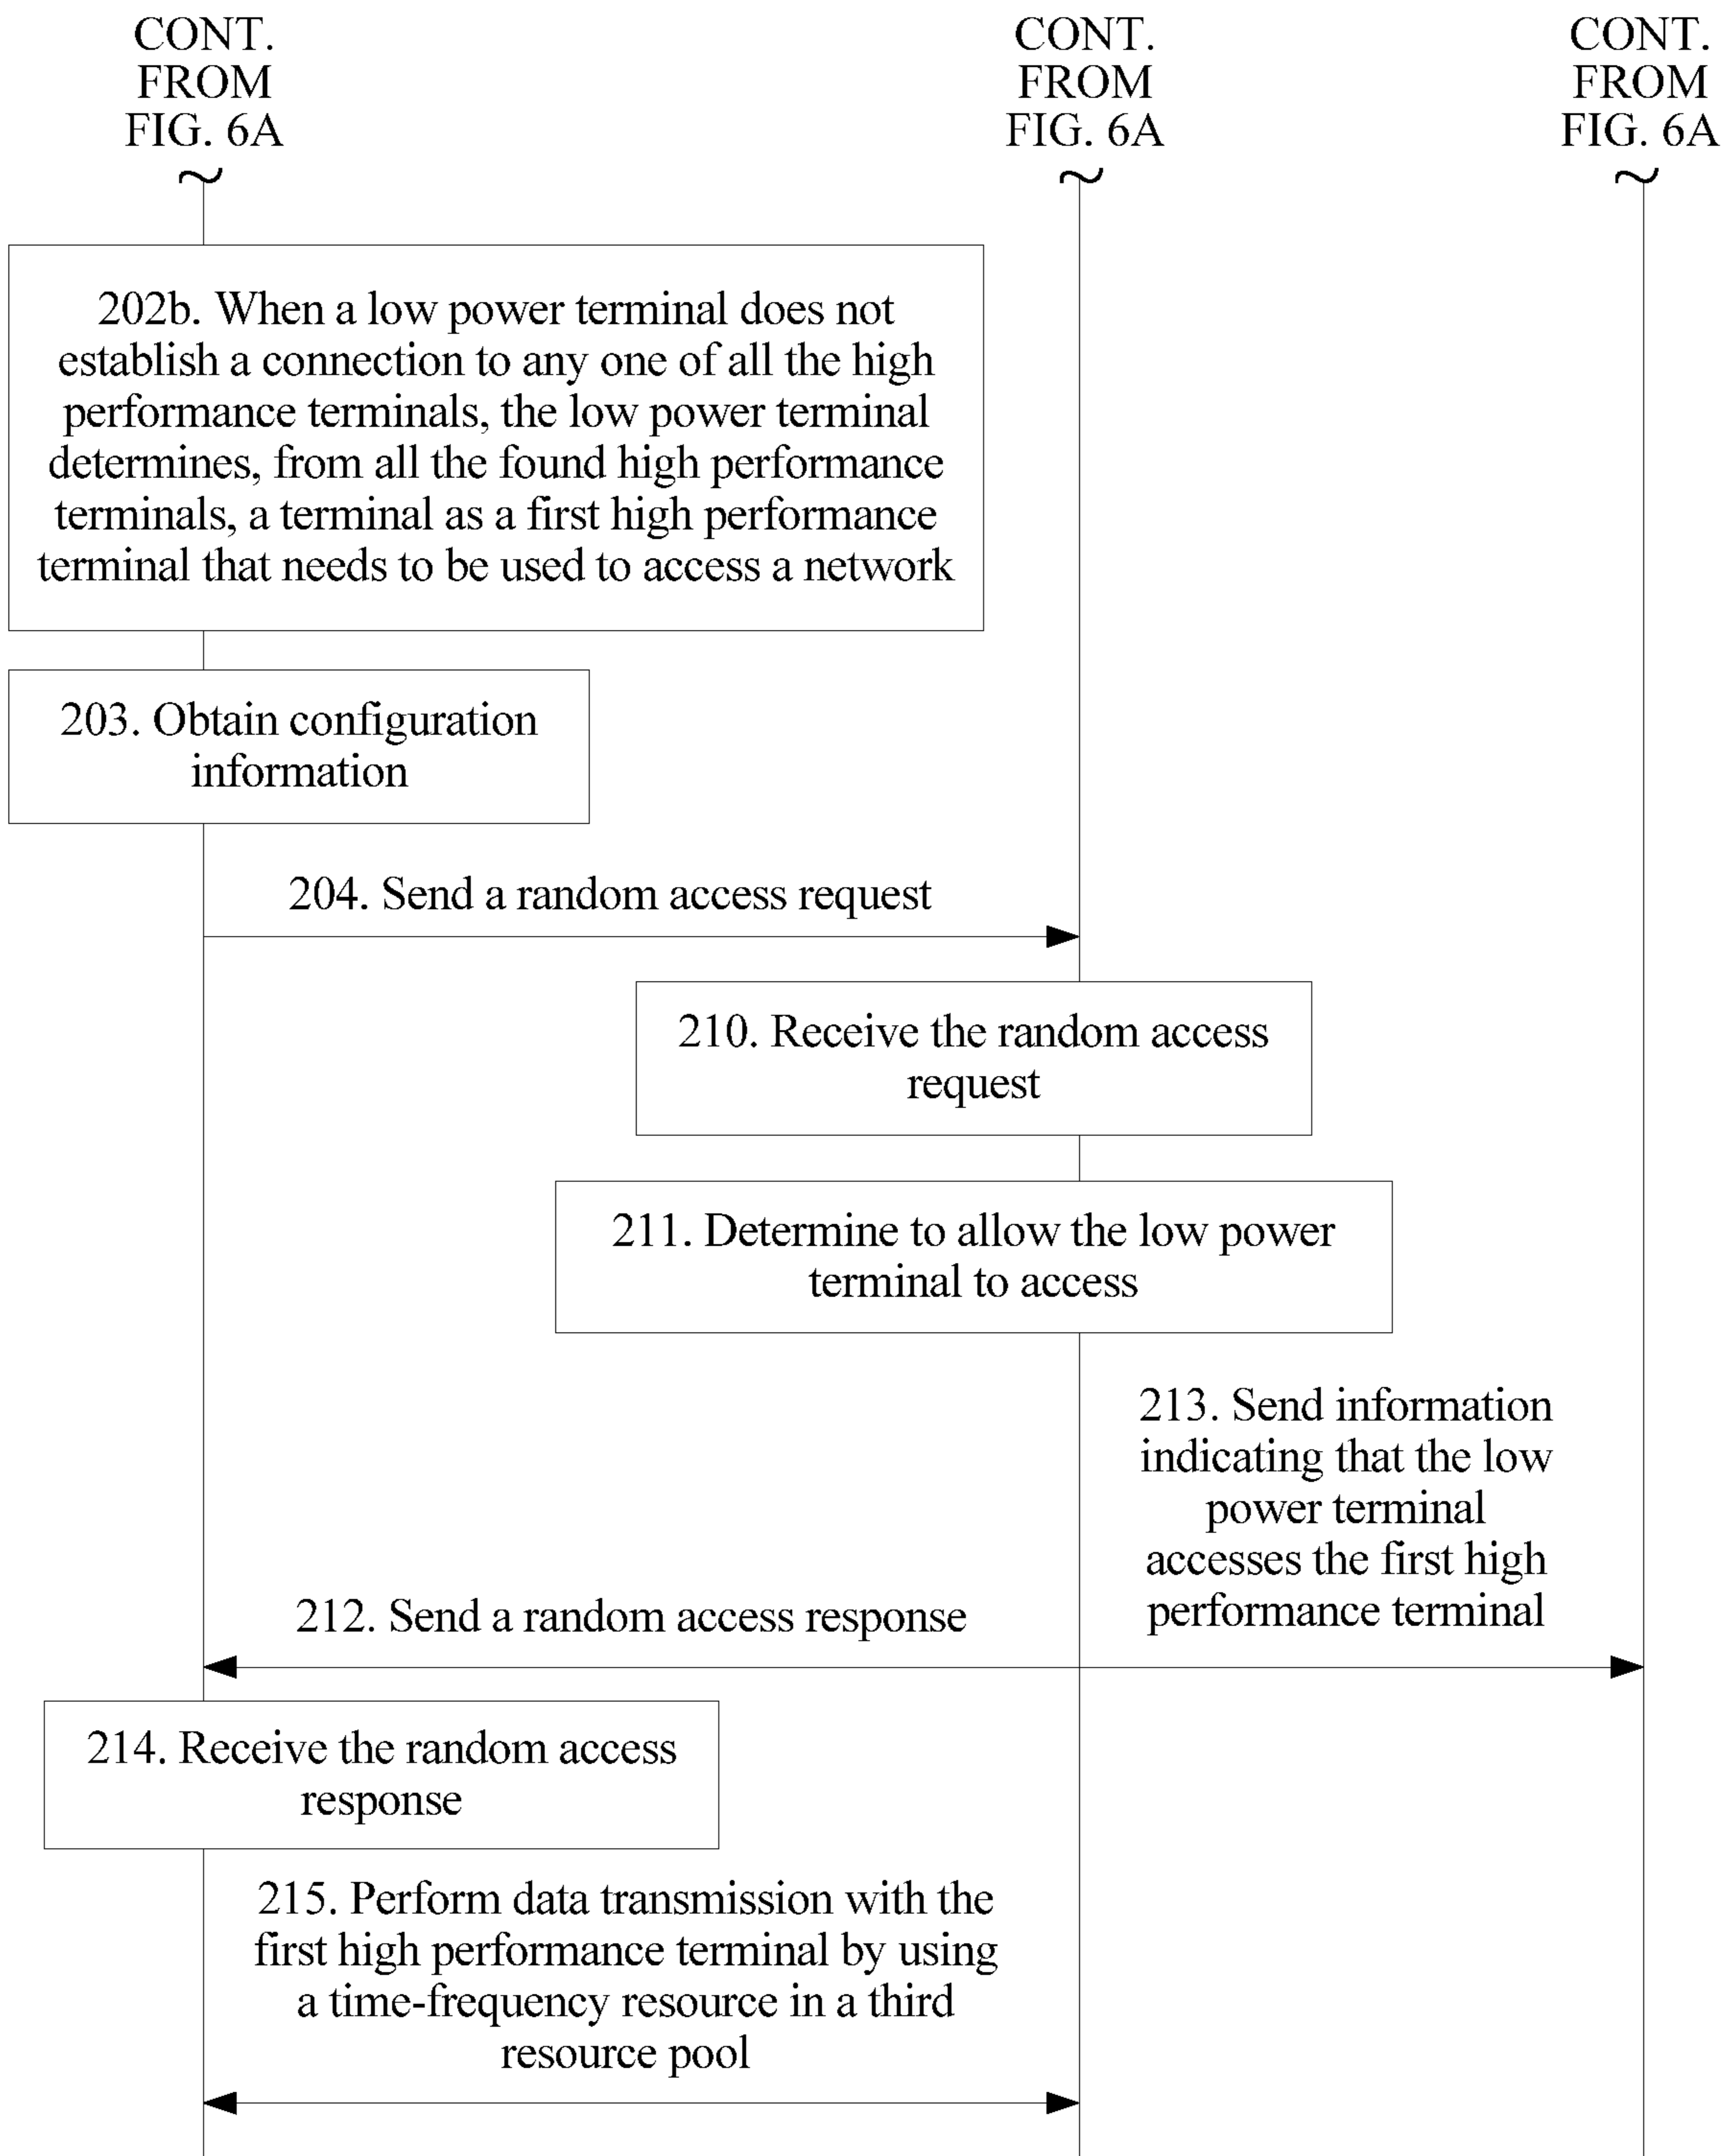 CONT.
FROM
FIG. 6A
CONT.
FROM
FIG. 6A
CONT.
FROM
FIG. 6A
202b. When a low power terminal does not
establish a connection to any one of all the high
performance terminals, the low power terminal
determines, from all the found high performance
terminals, a terminal as a first high performance
terminal that needs to be used to access a network
203. Obtain configuration
information
204. Send a random access request
210. Receive the random access
request
211. Determine to allow the low power
terminal to access
213. Send information
indicating that the low
power terminal
accesses the first high
performance terminal
212. Send a random access response
214. Receive the random access
response
215. Perform data transmission with the
first high performance terminal by using
a time-frequency resource in a third
resource pool